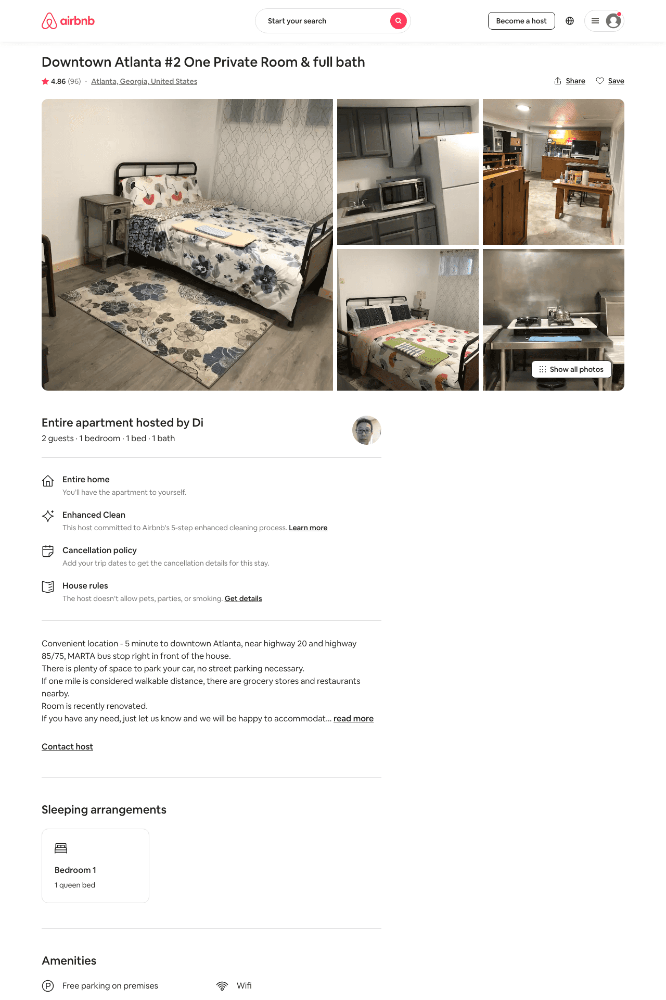 airbnb
Start your search
Become a host
Downtown Atlanta #2 One Private Room & full bath
4.86 (96) · Atlanta, Georgia, United States
Share
Save
Show all photos
Entire apartment hosted by Di
2 guests · 1 bedroom · 1 bed · 1 bath
Entire home
You’ll have the apartment to yourself.
Enhanced Clean
This host committed to Airbnb's 5-step enhanced cleaning process. Learn more
Cancellation policy
Add your trip dates to get the cancellation details for this stay.
House rules
The host doesn’t allow pets, parties, or smoking. Get details
Convenient location - 5 minute to downtown Atlanta, near highway 20 and highway
85/75, MARTA bus stop right in front of the house.
There is plenty of space to park your car, no street parking necessary.
If one mile is considered walkable distance, there are grocery stores and restaurants
nearby.
Room is recently renovated.
If you have any need, just let us know and we will be happy to accommodat... read more
Contact host
Sleeping arrangements
Bedroom 1
1 queen bed
Amenities
Free parking on premises
Wifi